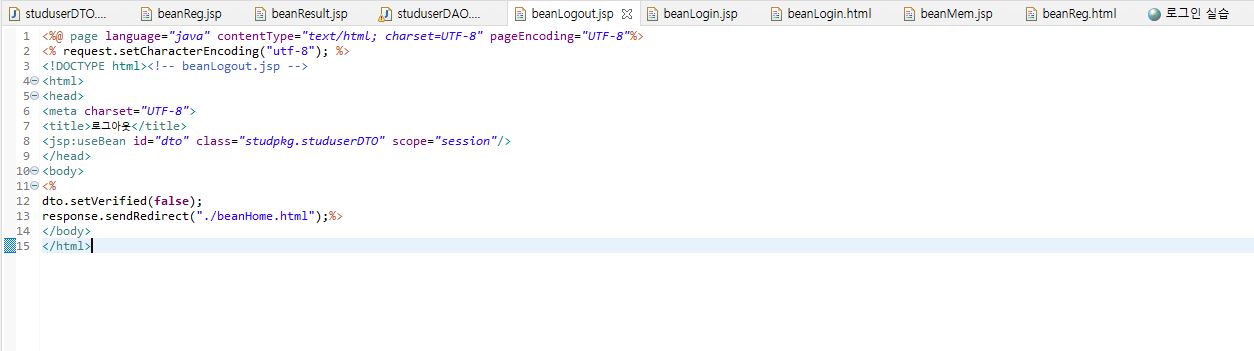 studuserDTO.... beanReg.jsp beanResult.jsp studuserDAO.... beanLogout.jsp beanLogin.jsp beanLogin.html beanMem.jsp beanReg.html 로그인 실습
1 <%@ page language="java" contentType="text/html; charset=UTF-8" pageEncoding="UTF-8"%>
2 <% request.setCharacterEncoding("utf-8"); %>
3 <!DOCTYPE html><!-- beanLogout.jsp -->
4 <html>
5 <head>
6 <meta charset="UTF-8">
7 <title>로그아웃</title>
8 <jsp:useBean id="dto" class="studpkg.studuserDTO" scope="session"/>
9 </head>
10 <body>
11 <%
12 dto.setVerified(false);
13 response.sendRedirect("./beanHome.html");%>
14 </body>
15 </html>